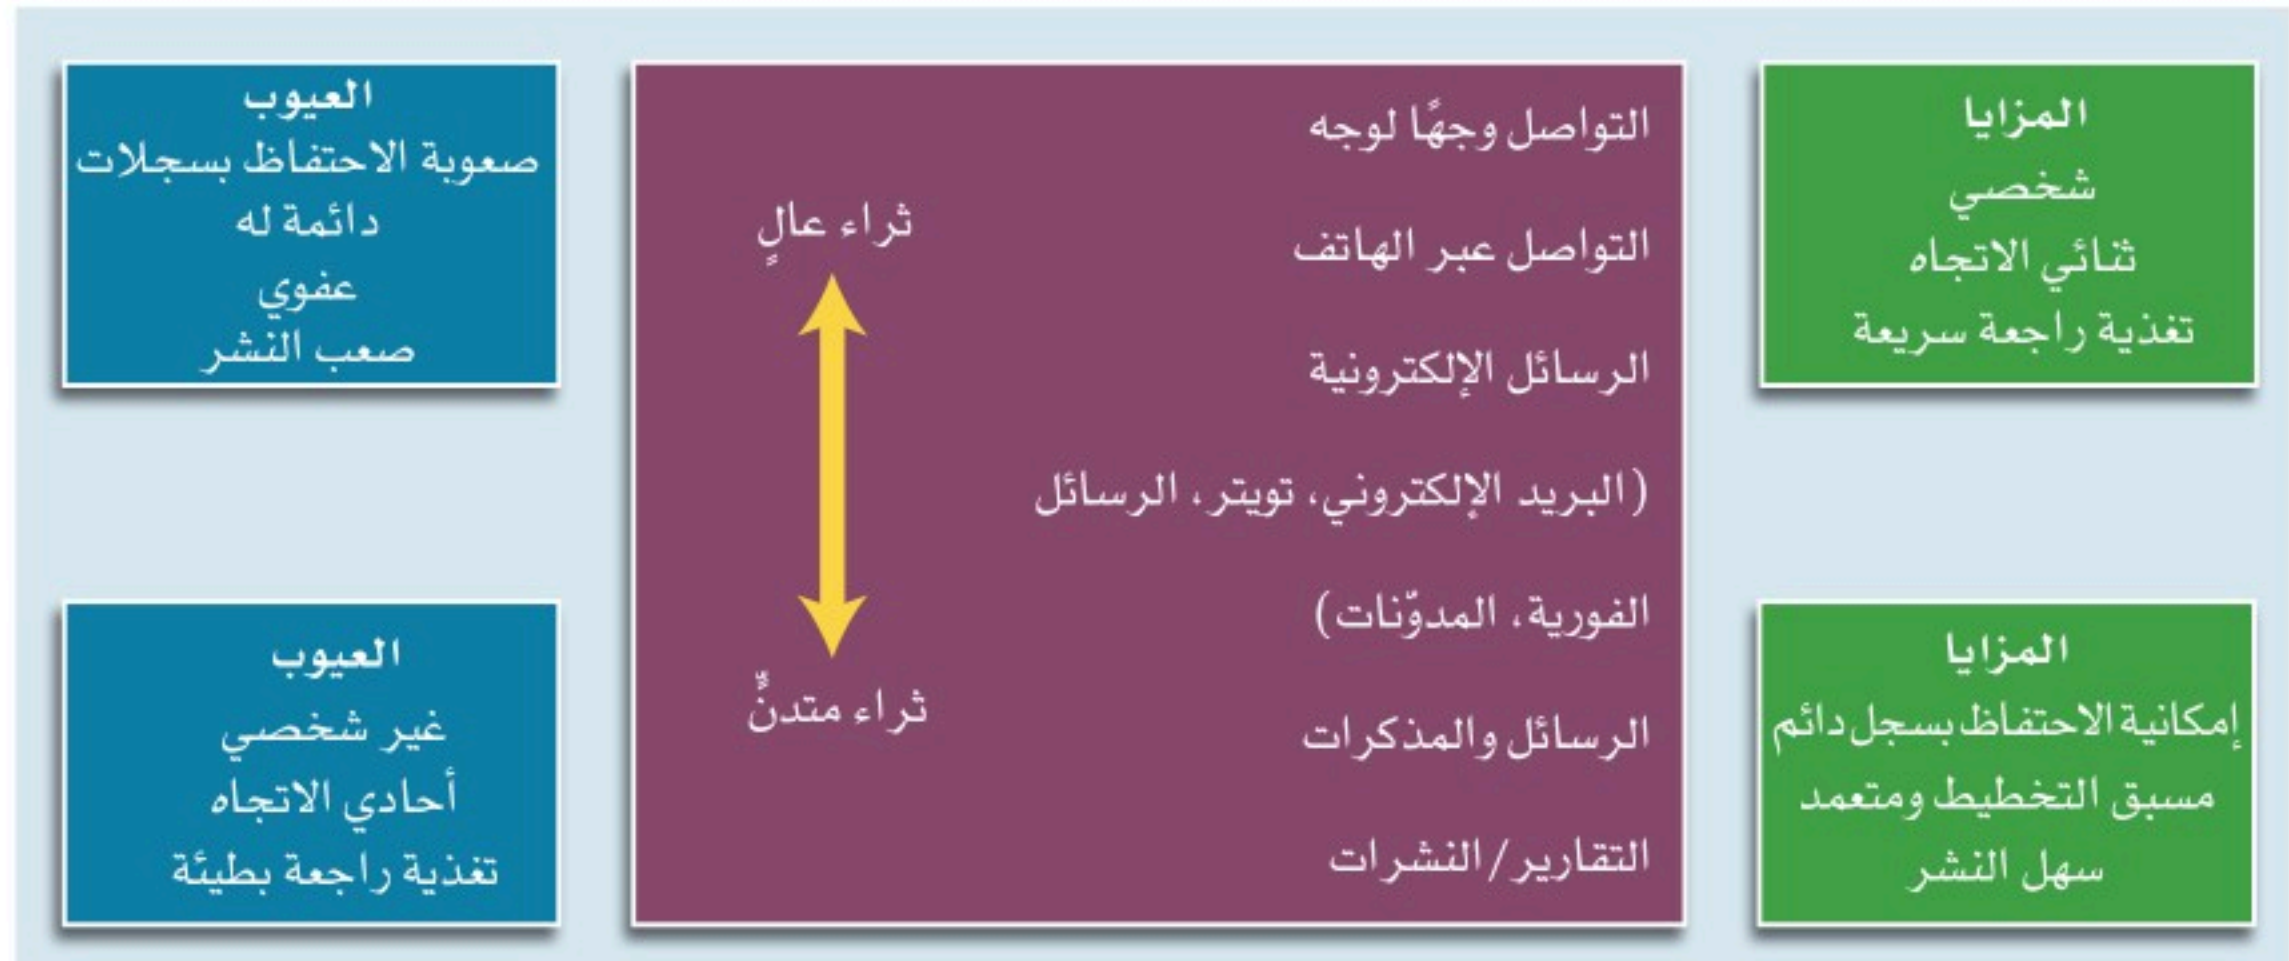 المزايا
شخصي
ثنائي الاتجاه
تغذية راجعة سريعة
المزايا
إمكانية الاحتفاظ بسجل دائم
مسبق التخطيط ومتعمد
سهل النشر
التواصل وجهًا لوجه
التواصل عبر الهاتف
الرسائل الإلكترونية
(البريد الإلكتروني، تويتر، الرسائل
الفورية، المدوّنات)
الرسائل والمذكرات
التقارير/النشرات
ثراء عالٍ
ثراء متدنٍّ
العيوب
صعوبة الاحتفاظ بسجلات
دائمة له
عفوي
صعب النشر
العيوب
غير شخصي
أحادي الاتجاه
تغذية راجعة بطيئة